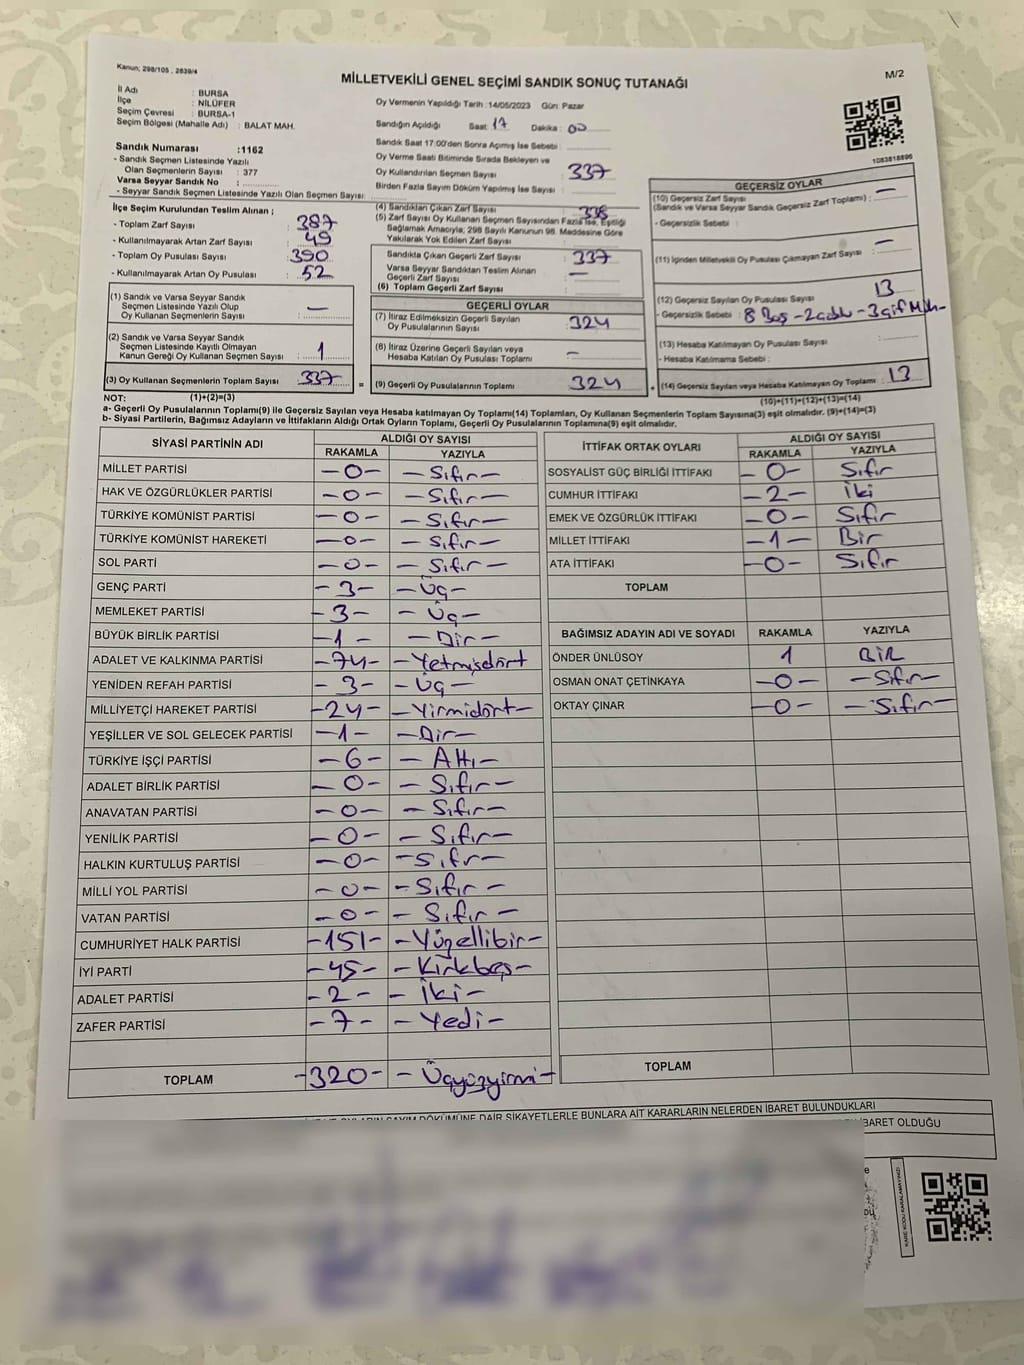 Kanun; 298/105 , 2839/4
MİLLETVEKİLİ GENEL SEÇİMİ SANDIK SONUÇ TUTANAĞI
M/2
İl Adı : BURSA
İlçe : NİLÜFER
Seçim Çevresi : BURSA-1
Seçim Bölgesi (Mahalle Adı) : BALAT MAH.
Sandık Numarası :1162
- Sandık Seçmen Listesinde Yazılı
Olan Seçmenlerin Sayısı : 377
Varsa Seyyar Sandık No :
- Seyyar Sandık Seçmen Listesinde Yazılı Olan Seçmen Sayısı:
Oy Vermenin Yapıldığı Tarih :14/05/2023 Gün: Pazar
Sandığın Açıldığı Saat: 17 Dakika : 00
Sandık Saat 17:00'den Sonra Açımış İse Sebebi :
Oy Verme Saati Bitiminde Sırada Bekleyen ve
Oy Kullandırılan Seçmen Sayısı : 337
Birden Fazla Sayım Döküm Yapılmış İse Sayısı :
1083818896
İlçe Seçim Kurulundan Teslim Alınan ;
- Toplam Zarf Sayısı : 387
- Kullanılmayarak Artan Zarf Sayısı : 49
- Toplam Oy Pusulası Sayısı : 390
- Kullanılmayarak Artan Oy Pusulası : 52
(1) Sandık ve Varsa Seyyar Sandık
Seçmen Listesinde Yazılı Olup
Oy Kullanan Seçmenlerin Sayısı : —
(2) Sandık ve Varsa Seyyar Sandık
Seçmen Listesinde Kayıtlı Olmayan
Kanun Gereği Oy Kullanan Seçmen Sayısı : 1
(3) Oy Kullanan Seçmenlerin Toplam Sayısı : 337
(1)+(2)=(3)
(4) Sandıktan Çıkan Zarf Sayısı : 338
(5) Zarf Sayısı Oy Kullanan Seçmen Sayısından Fazla İse, Eşitliği
Sağlamak Amacıyla; 298 Sayılı Kanunun 98. Maddesine Göre
Yakılarak Yok Edilen Zarf Sayısı :
Sandıkta Çıkan Geçerli Zarf Sayısı : 337
Varsa Seyyar Sandıktan Teslim Alınan
Geçerli Zarf Sayısı : —
(6) Toplam Geçerli Zarf Sayısı :
GEÇERLİ OYLAR
(7) İtiraz Edilmeksizin Geçerli Sayılan
Oy Pusulalarının Sayısı : 324
(8) İtiraz Üzerine Geçerli Sayılan veya
Hesaba Katılan Oy Pusulası Toplamı : —
= (9) Geçerli Oy Pusulalarının Toplamı : 324
GEÇERSİZ OYLAR
(10) Geçersiz Zarf Sayısı
(Sandık ve Varsa Seyyar Sandık Geçersiz Zarf Toplamı) : —
- Geçersizlik Sebebi :
(11) İçinden Milletvekili Oy Pusulası Çıkmayan Zarf Sayısı : —
(12) Geçersiz Sayılan Oy Pusulası Sayısı : 13
- Geçersizlik Sebebi : 8 Boş -
(13) Hesaba Katılmayan Oy Pusulası Sayısı :
- Hesaba Katılmama Sebebi :
+ (14) Geçersiz Sayılan veya Hesaba Katılmayan Oy Toplamı : 13
(10)+(11)+(12)+(13)=(14)
NOT:
a- Geçerli Oy Pusulalarının Toplamı(9) ile Geçersiz Sayılan veya Hesaba katılmayan Oy Toplamı(14) Toplamları, Oy Kullanan Seçmenlerin Toplam Sayısına(3) eşit olmalıdır. (9)+(14)=(3)
b- Siyasi Partilerin, Bağımsız Adayların ve İttifakların Aldığı Ortak Oyların Toplamı, Geçerli Oy Pusulalarının Toplamına(9) eşit olmalıdır.
SİYASİ PARTİNİN ADI ALDIĞI OY SAYISI
RAKAMLA YAZIYLA
MİLLET PARTİSİ —0— —Sıfır—
HAK VE ÖZGÜRLÜKLER PARTİSİ —0— —Sıfır—
TÜRKİYE KOMÜNİST PARTİSİ —0— —Sıfır—
TÜRKİYE KOMÜNİST HAREKETİ —0— —Sıfır—
SOL PARTİ —0— —Sıfır—
GENÇ PARTİ —3— —Üç—
MEMLEKET PARTİSİ —3— —Üç—
BÜYÜK BİRLİK PARTİSİ —1— —Bir—
ADALET VE KALKINMA PARTİSİ —74— —Yetmişdört
YENİDEN REFAH PARTİSİ —3— —Üç—
MİLLİYETÇİ HAREKET PARTİSİ —24— —Yirmidört—
YEŞİLLER VE SOL GELECEK PARTİSİ —1— —Bir—
TÜRKİYE İŞÇİ PARTİSİ —6— —Altı—
ADALET BİRLİK PARTİSİ —0— —Sıfır—
ANAVATAN PARTİSİ —0— —Sıfır—
YENİLİK PARTİSİ —0— —Sıfır—
HALKIN KURTULUŞ PARTİSİ —0— —Sıfır—
MİLLİ YOL PARTİSİ —0— —Sıfır—
VATAN PARTİSİ —0— —Sıfır—
CUMHURİYET HALK PARTİSİ —151— —Yüzellibir—
İYİ PARTİ —45— —Kırkbeş—
ADALET PARTİSİ —2— —İki—
ZAFER PARTİSİ —7— —Yedi—
TOPLAM —320— —Üçyüzyirmi—
İTTİFAK ORTAK OYLARI ALDIĞI OY SAYISI
RAKAMLA YAZIYLA
SOSYALİST GÜÇ BİRLİĞİ İTTİFAKI —0— Sıfır
CUMHUR İTTİFAKI —2— İki
EMEK VE ÖZGÜRLÜK İTTİFAKI —0— Sıfır
MİLLET İTTİFAKI —1— Bir
ATA İTTİFAKI —0— Sıfır
TOPLAM
BAĞIMSIZ ADAYIN ADI VE SOYADI RAKAMLA YAZIYLA
ÖNDER ÜNLÜSOY 1 BİR
OSMAN ONAT ÇETİNKAYA —0— —Sıfır—
OKTAY ÇINAR —0— —Sıfır—
TOPLAM
DÖKÜMÜNE DAİR ŞİKAYETLERLE BUNLARA AİT KARARLARIN NELERDEN İBARET BULUNDUKLARI
İBARET OLDUĞU
KARE KODU KARALAMAYINIZ!